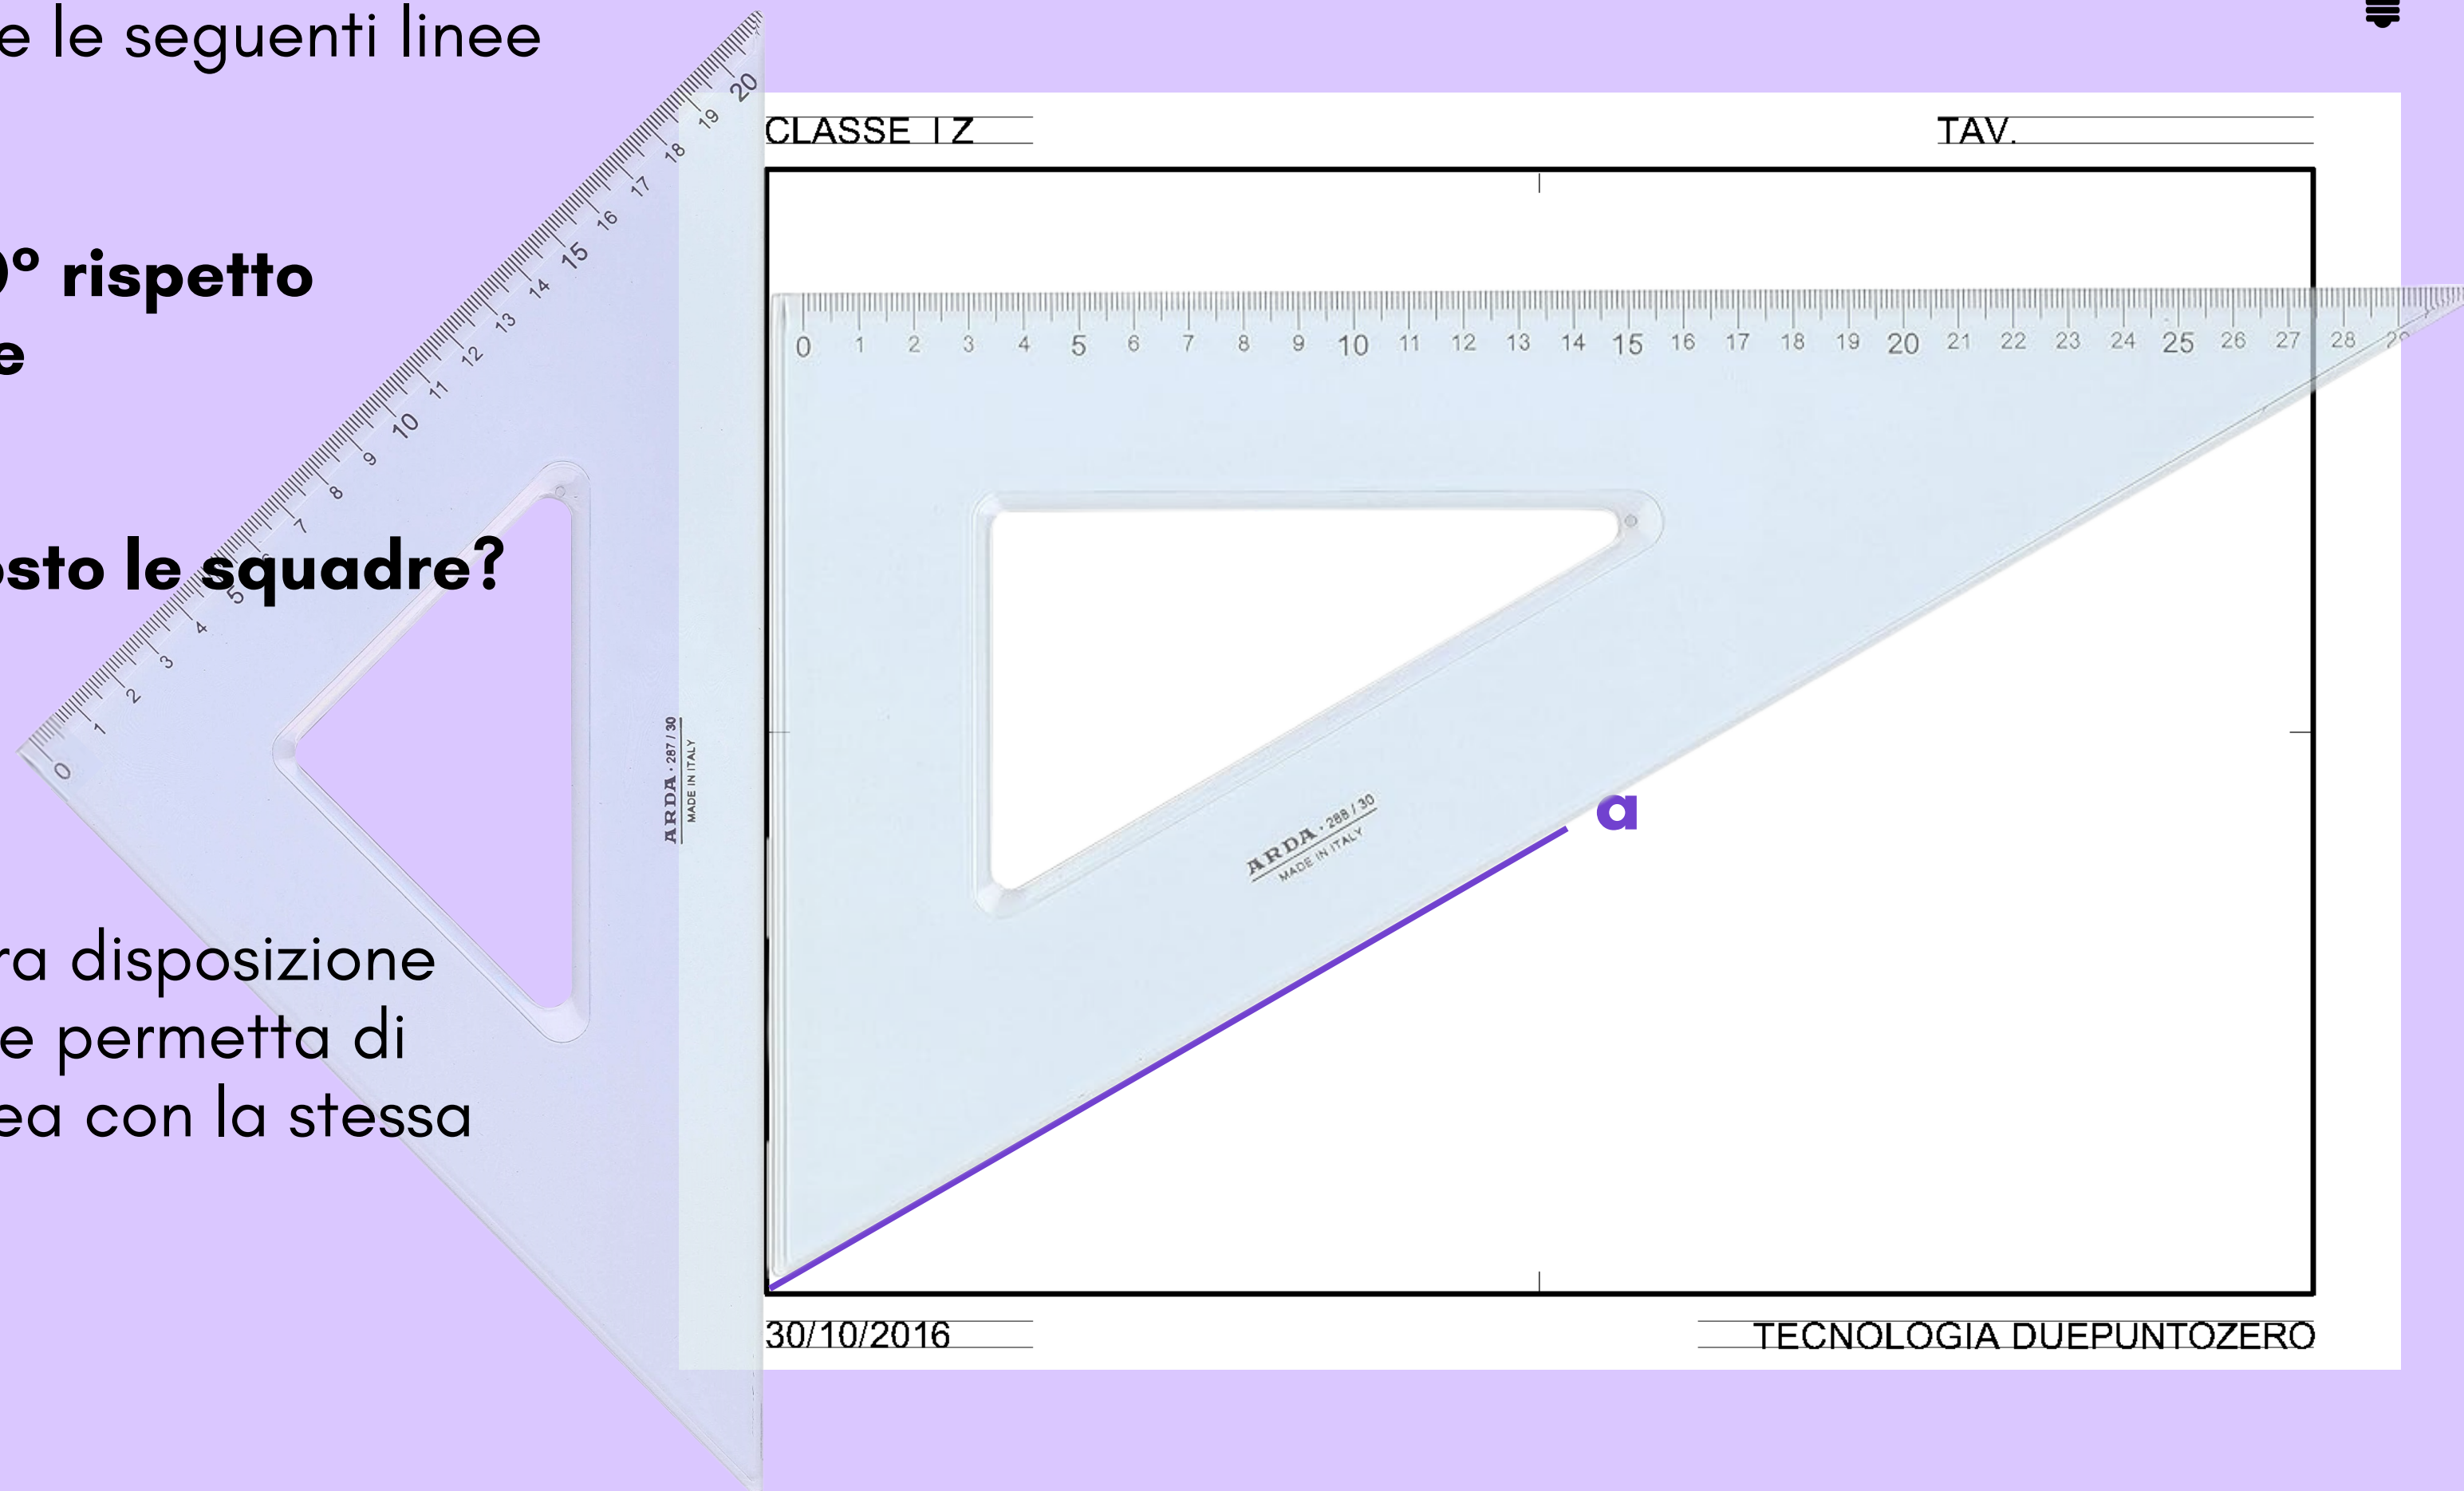 e le seguenti linee
0° rispetto
e
osto le squadre?
ra disposizione
e permetta di
ea con la stessa
0 1 2 3 4 5 6 7 8 9 10 11 12 13 14 15 16 17 18 19 20
ARDA · 287 / 30
MADE IN ITALY
CLASSE I Z
TAV.
0 1 2 3 4 5 6 7 8 9 10 11 12 13 14 15 16 17 18 19 20 21 22 23 24 25 26 27 28 29
ARDA · 288 / 30
MADE IN ITALY
a
30/10/2016
TECNOLOGIA DUEPUNTOZERO